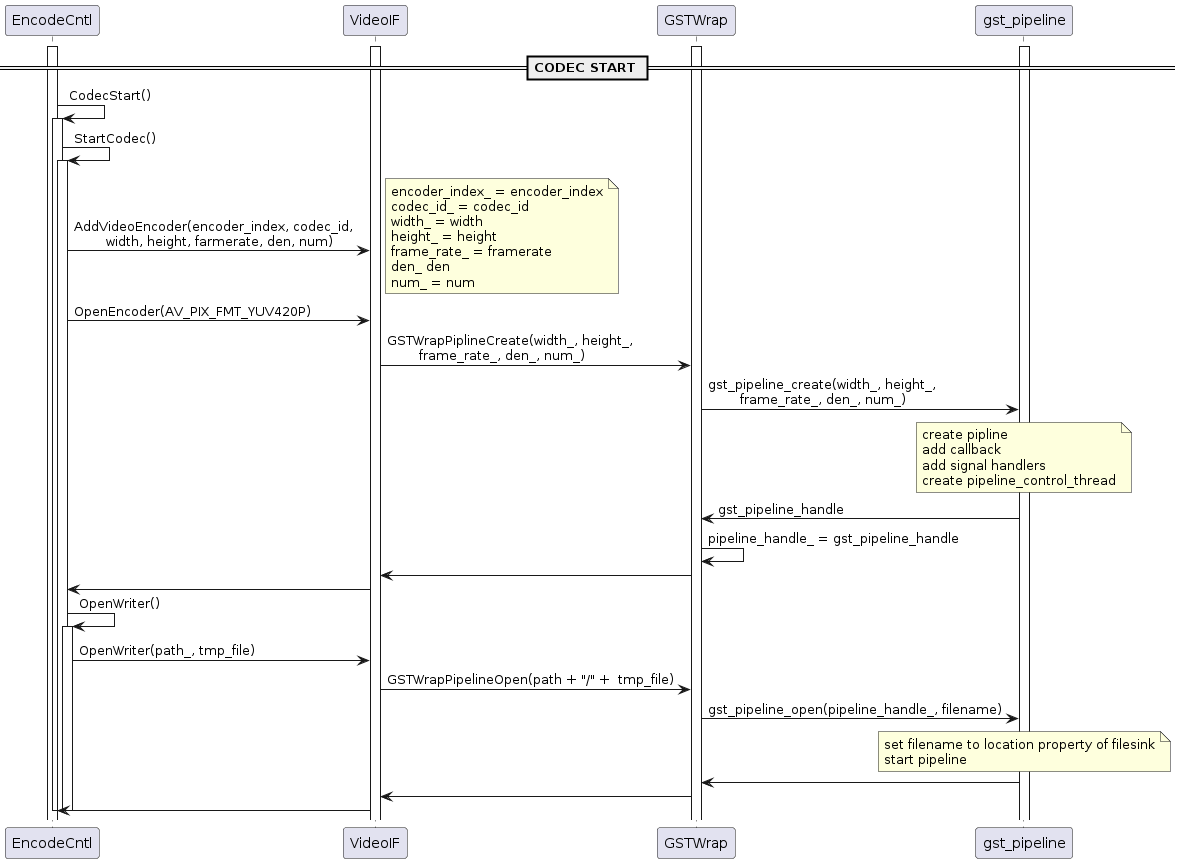 EncodeCntl VideoIF GSTWrap gst_pipeline
CODEC START
CodecStart()
StartCodec()
encoder_index_ = encoder_index
codec_id_ = codec_id
width_ = width
height_ = height
frame_rate_ = framerate
den_ den
num_ = num
AddVideoEncoder(encoder_index, codec_id,
width, height, farmerate, den, num)
OpenEncoder(AV_PIX_FMT_YUV420P)
GSTWrapPiplineCreate(width_, height_,
frame_rate_, den_, num_)
gst_pipeline_create(width_, height_,
frame_rate_, den_, num_)
create pipline
add callback
add signal handlers
create pipeline_control_thread
gst_pipeline_handle
pipeline_handle_ = gst_pipeline_handle
OpenWriter()
OpenWriter(path_, tmp_file)
GSTWrapPipelineOpen(path + "/" +  tmp_file)
gst_pipeline_open(pipeline_handle_, filename)
set filename to location property of filesink
start pipeline
EncodeCntl VideoIF GSTWrap gst_pipeline